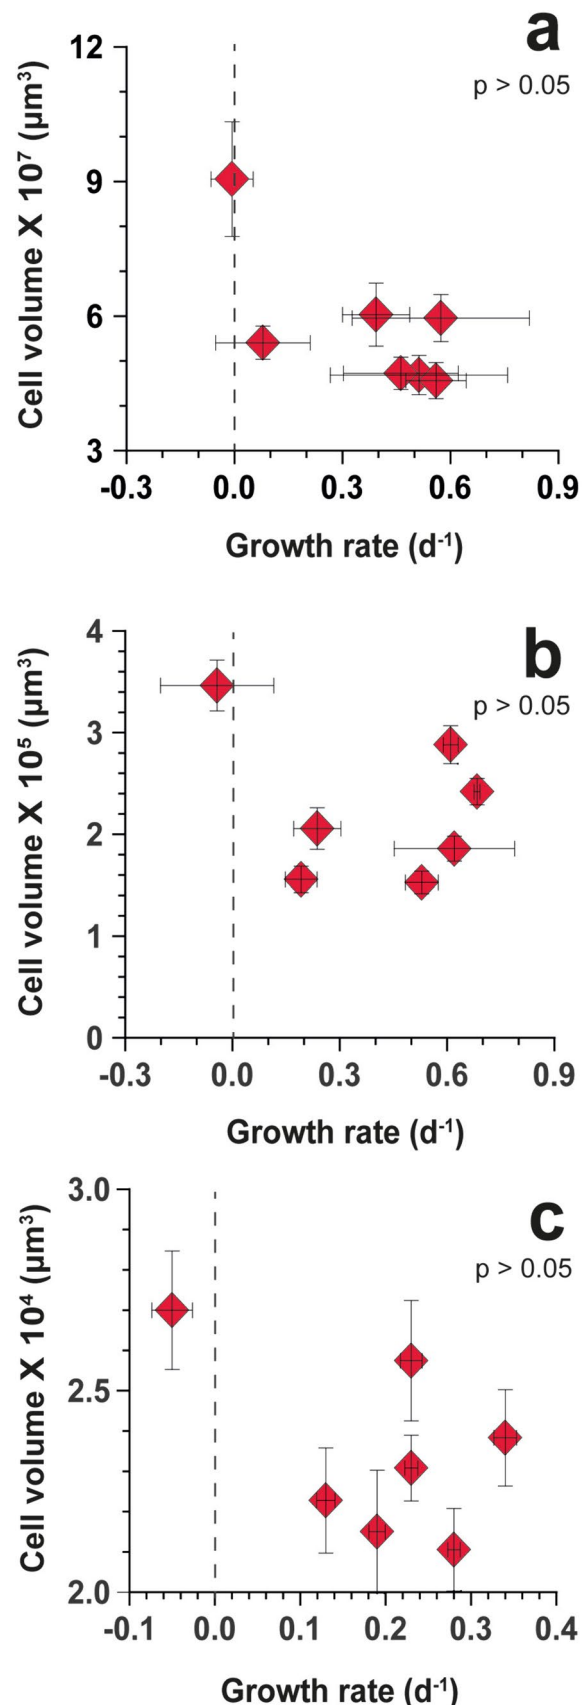 a
p > 0.05
Cell volume X 10⁷ (µm³)
12
9
6
3
-0.3 0.0 0.3 0.6 0.9
Growth rate (d⁻¹)
b
p > 0.05
Cell volume X 10⁵ (µm³)
4
3
2
1
0
-0.3 0.0 0.3 0.6 0.9
Growth rate (d⁻¹)
c
p > 0.05
Cell volume X 10⁴ (µm³)
3.0
2.5
2.0
-0.1 0.0 0.1 0.2 0.3 0.4
Growth rate (d⁻¹)